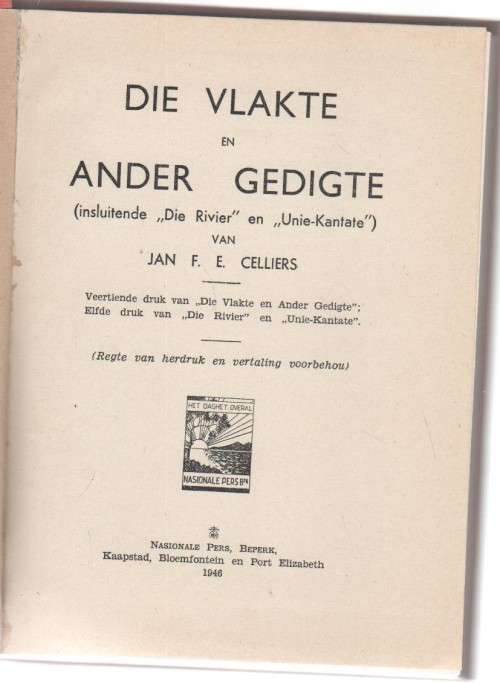 DIE VLAKTE
EN
ANDER GEDIGTE
(insluitende „Die Rivier” en „Unie-Kantate”)
VAN
JAN F. E. CELLIERS
Veertiende druk van „Die Vlakte en Ander Gedigte”;
Elfde druk van „Die Rivier” en „Unie-Kantate”.
(Regte van herdruk en vertaling voorbehou)
HET DAGHET OVERAL
NASIONALE PERS BPK
NASIONALE PERS, BEPERK,
Kaapstad, Bloemfontein en Port Elizabeth
1946